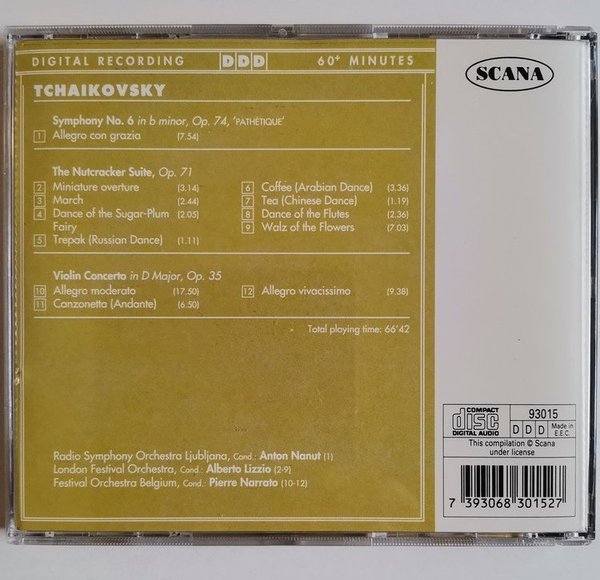 DIGITAL RECORDING DDD 60+ MINUTES
TCHAIKOVSKY
Symphony No. 6 in b minor, Op. 74, 'PATHÉTIQUE'
1 Allegro con grazia (7.54)
The Nutcracker Suite, Op. 71
2 Miniature overture (3.14)
3 March (2.44)
4 Dance of the Sugar-Plum (2.05)
Fairy
5 Trepak (Russian Dance) (1.11)
6 Coffee (Arabian Dance) (3.36)
7 Tea (Chinese Dance) (1.19)
8 Dance of the Flutes (2.36)
9 Walz of the Flowers (7.03)
Violin Concerto in D Major, Op. 35
10 Allegro moderato (17.50)
11 Canzonetta (Andante) (6.50)
12 Allegro vivacissimo (9.38)
Total playing time: 66'42
Radio Symphony Orchestra Ljubljana, Cond.: Anton Nanut (1)
London Festival Orchestra, Cond.: Alberto Lizzio (2-9)
Festival Orchestra Belgium, Cond.: Pierre Narrato (10-12)
SCANA
COMPACT
disc
DIGITAL AUDIO
93015
DDD Made in
E.E.C.
This compilation © Scana
under license
7 393068 301527